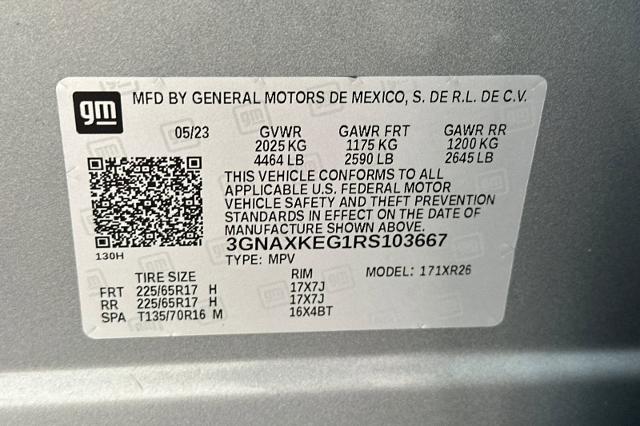 gm MFD BY GENERAL MOTORS DE MEXICO, S. DE R.L. DE C.V.
05/23 GVWR GAWR FRT GAWR RR
2025 KG 1175 KG 1200 KG
4464 LB 2590 LB 2645 LB
THIS VEHICLE CONFORMS TO ALL
APPLICABLE U.S. FEDERAL MOTOR
VEHICLE SAFETY AND THEFT PREVENTION
STANDARDS IN EFFECT ON THE DATE OF
MANUFACTURE SHOWN ABOVE.
3GNAXKEG1RS103667
130H TYPE: MPV
TIRE SIZE RIM MODEL: 171XR26
FRT 225/65R17 H 17X7J
RR 225/65R17 H 17X7J
SPA T135/70R16 M 16X4BT